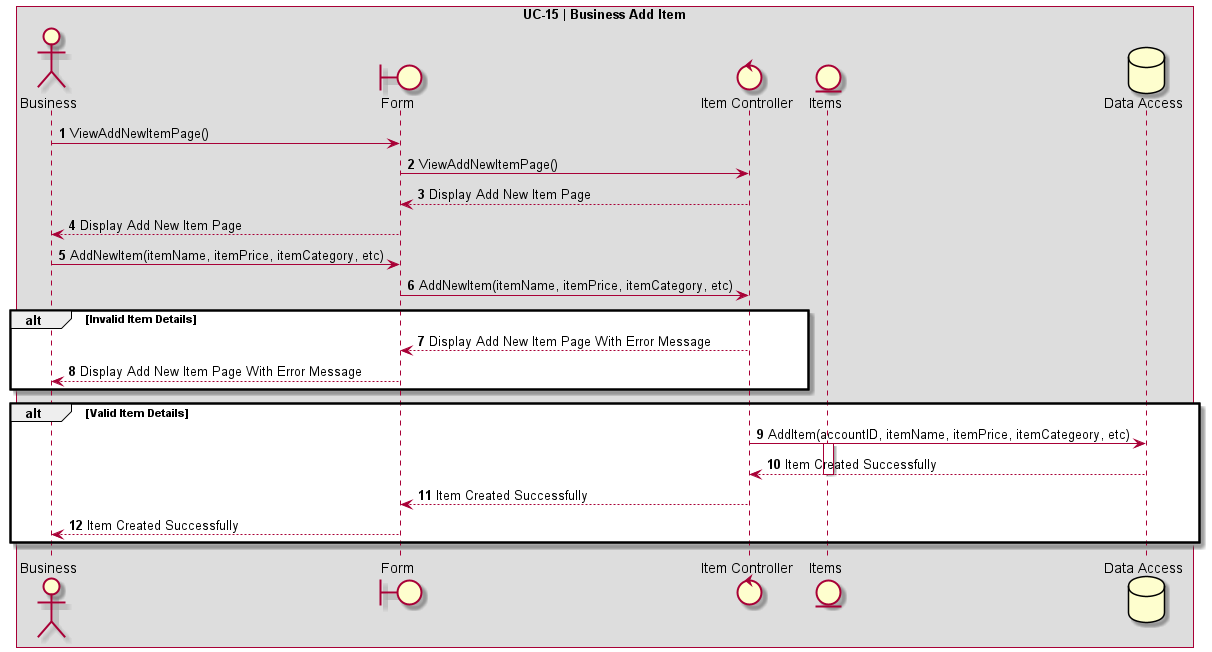 UC-15 | Business Add Item
Business
Form
Item Controller
Items
Data Access
1 ViewAddNewItemPage()
2 ViewAddNewItemPage()
3 Display Add New Item Page
4 Display Add New Item Page
5 AddNewItem(itemName, itemPrice, itemCategory, etc)
6 AddNewItem(itemName, itemPrice, itemCategory, etc)
alt [Invalid Item Details]
7 Display Add New Item Page With Error Message
8 Display Add New Item Page With Error Message
alt [Valid Item Details]
9 AddItem(accountID, itemName, itemPrice, itemCategeory, etc)
10 Item Created Successfully
11 Item Created Successfully
12 Item Created Successfully
Business
Form
Item Controller
Items
Data Access